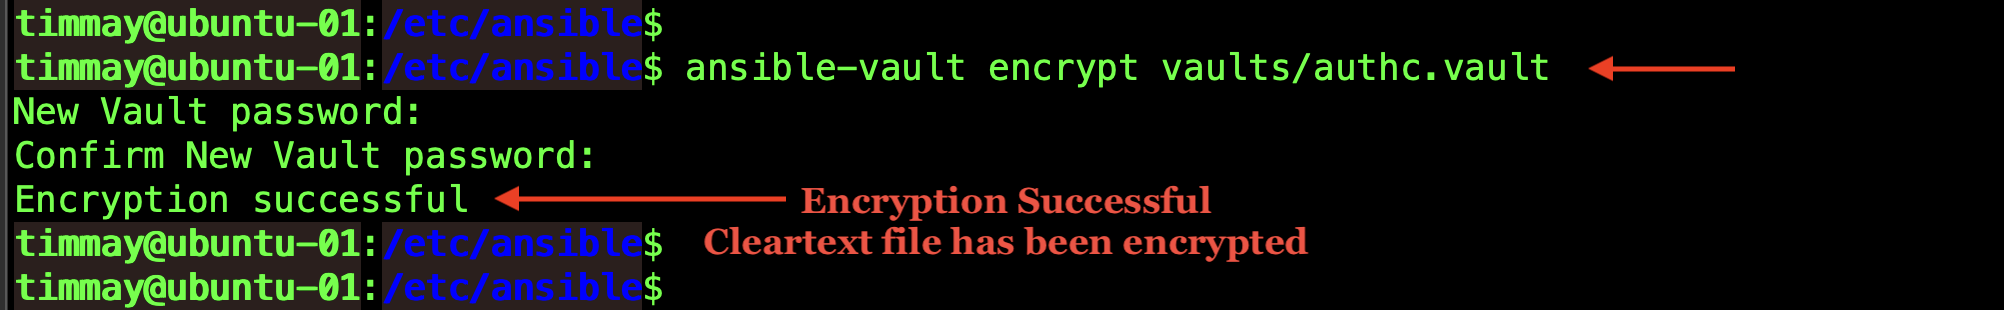 timmay@ubuntu-01:/etc/ansible$
timmay@ubuntu-01:/etc/ansible$ ansible-vault encrypt vaults/authc.vault
New Vault password:
Confirm New Vault password:
Encryption successful
Encryption Successful
timmay@ubuntu-01:/etc/ansible$
Cleartext file has been encrypted
timmay@ubuntu-01:/etc/ansible$